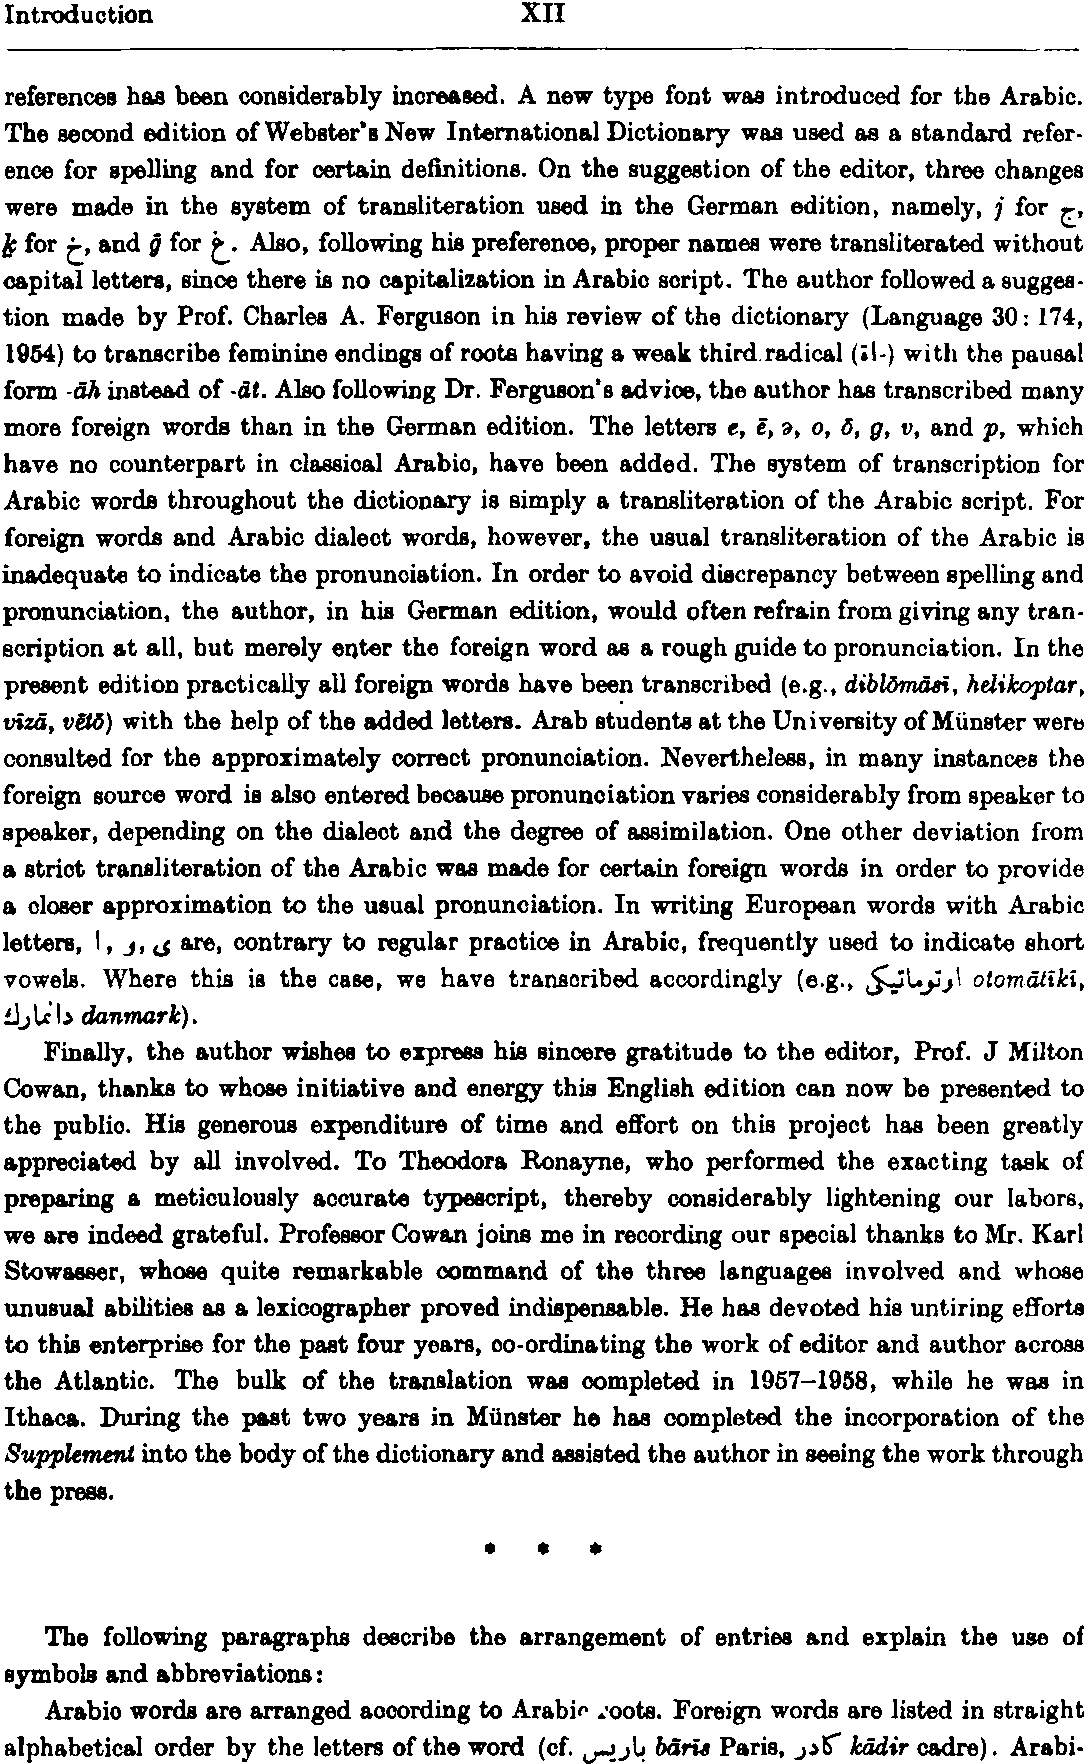 Introduction XII
references has been considerably increased. A new type font was introduced for the Arabic.
The second edition of Webster's New International Dictionary was used as a standard refer-
ence for spelling and for certain definitions. On the suggestion of the editor, three changes
were made in the system of transliteration used in the German edition, namely, j for ج,
ḵ for خ, and ḡ for غ. Also, following his preference, proper names were transliterated without
capital letters, since there is no capitalization in Arabic script. The author followed a sugges-
tion made by Prof. Charles A. Ferguson in his review of the dictionary (Language 30: 174,
1954) to transcribe feminine endings of roots having a weak third radical (اة-) with the pausal
form -āh instead of -āt. Also following Dr. Ferguson's advice, the author has transcribed many
more foreign words than in the German edition. The letters e, ē, ə, o, ō, g, v, and p, which
have no counterpart in classical Arabic, have been added. The system of transcription for
Arabic words throughout the dictionary is simply a transliteration of the Arabic script. For
foreign words and Arabic dialect words, however, the usual transliteration of the Arabic is
inadequate to indicate the pronunciation. In order to avoid discrepancy between spelling and
pronunciation, the author, in his German edition, would often refrain from giving any tran-
scription at all, but merely enter the foreign word as a rough guide to pronunciation. In the
present edition practically all foreign words have been transcribed (e.g., diblōmāsī, helikoptar,
vīzā, vētō) with the help of the added letters. Arab students at the University of Münster were
consulted for the approximately correct pronunciation. Nevertheless, in many instances the
foreign source word is also entered because pronunciation varies considerably from speaker to
speaker, depending on the dialect and the degree of assimilation. One other deviation from
a strict transliteration of the Arabic was made for certain foreign words in order to provide
a closer approximation to the usual pronunciation. In writing European words with Arabic
letters, ا, و, ى are, contrary to regular practice in Arabic, frequently used to indicate short
vowels. Where this is the case, we have transcribed accordingly (e.g., اوتوماتيكي otomātīkī,
دانمارك danmark).
Finally, the author wishes to express his sincere gratitude to the editor, Prof. J Milton
Cowan, thanks to whose initiative and energy this English edition can now be presented to
the public. His generous expenditure of time and effort on this project has been greatly
appreciated by all involved. To Theodora Ronayne, who performed the exacting task of
preparing a meticulously accurate typescript, thereby considerably lightening our labors,
we are indeed grateful. Professor Cowan joins me in recording our special thanks to Mr. Karl
Stowasser, whose quite remarkable command of the three languages involved and whose
unusual abilities as a lexicographer proved indispensable. He has devoted his untiring efforts
to this enterprise for the past four years, co-ordinating the work of editor and author across
the Atlantic. The bulk of the translation was completed in 1957–1958, while he was in
Ithaca. During the past two years in Münster he has completed the incorporation of the
Supplement into the body of the dictionary and assisted the author in seeing the work through
the press.
* * *
The following paragraphs describe the arrangement of entries and explain the use of
symbols and abbreviations:
Arabic words are arranged according to Arabic roots. Foreign words are listed in straight
alphabetical order by the letters of the word (cf. باريس bārīs Paris, كادر kādir cadre). Arabi-